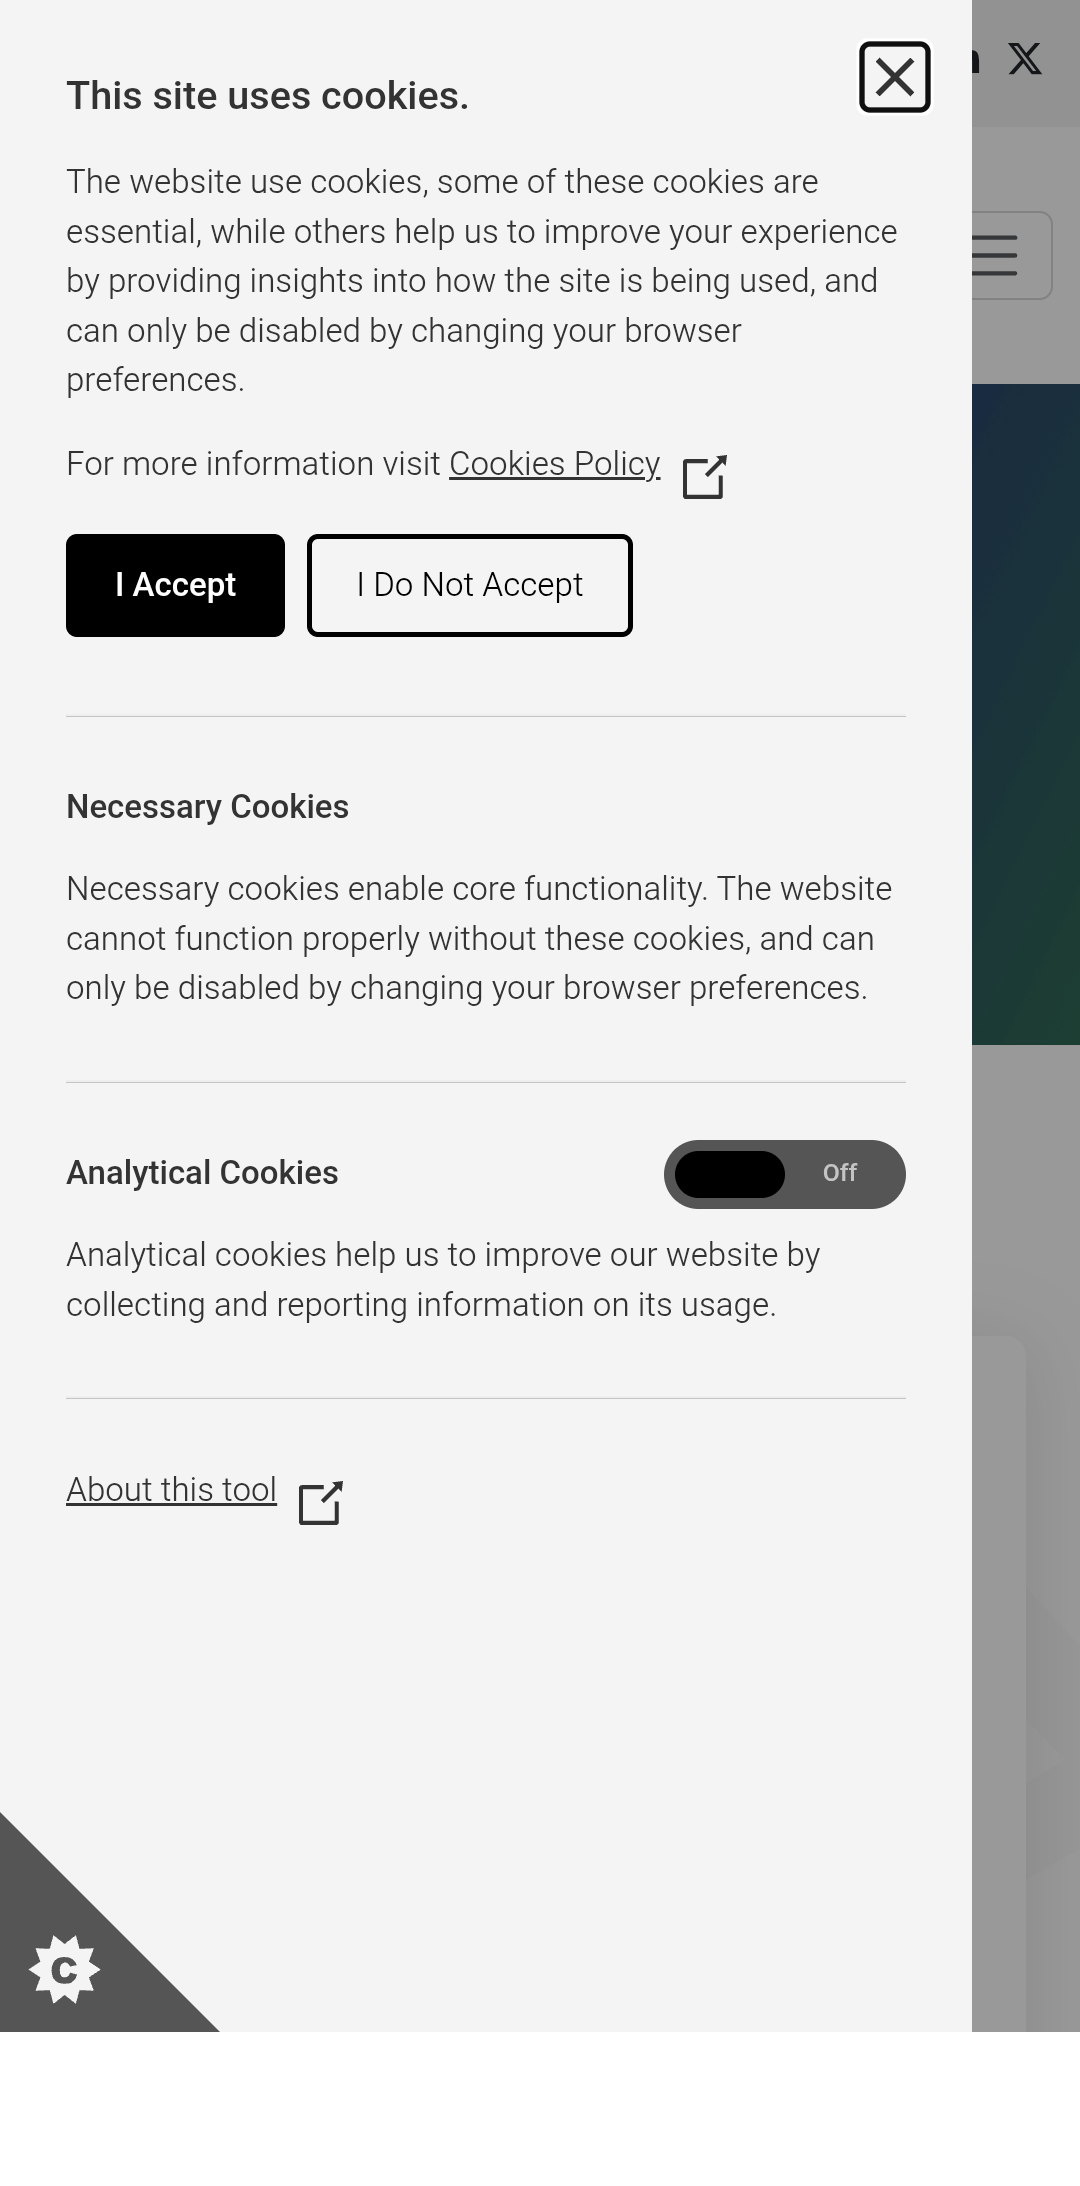 This site uses cookies.
The website use cookies, some of these cookies are
essential, while others help us to improve your experience
by providing insights into how the site is being used, and
can only be disabled by changing your browser
preferences.
For more information visit Cookies Policy
I Accept
I Do Not Accept
Necessary Cookies
Necessary cookies enable core functionality. The website
cannot function properly without these cookies, and can
only be disabled by changing your browser preferences.
Analytical Cookies
Off
Analytical cookies help us to improve our website by
collecting and reporting information on its usage.
About this tool
C